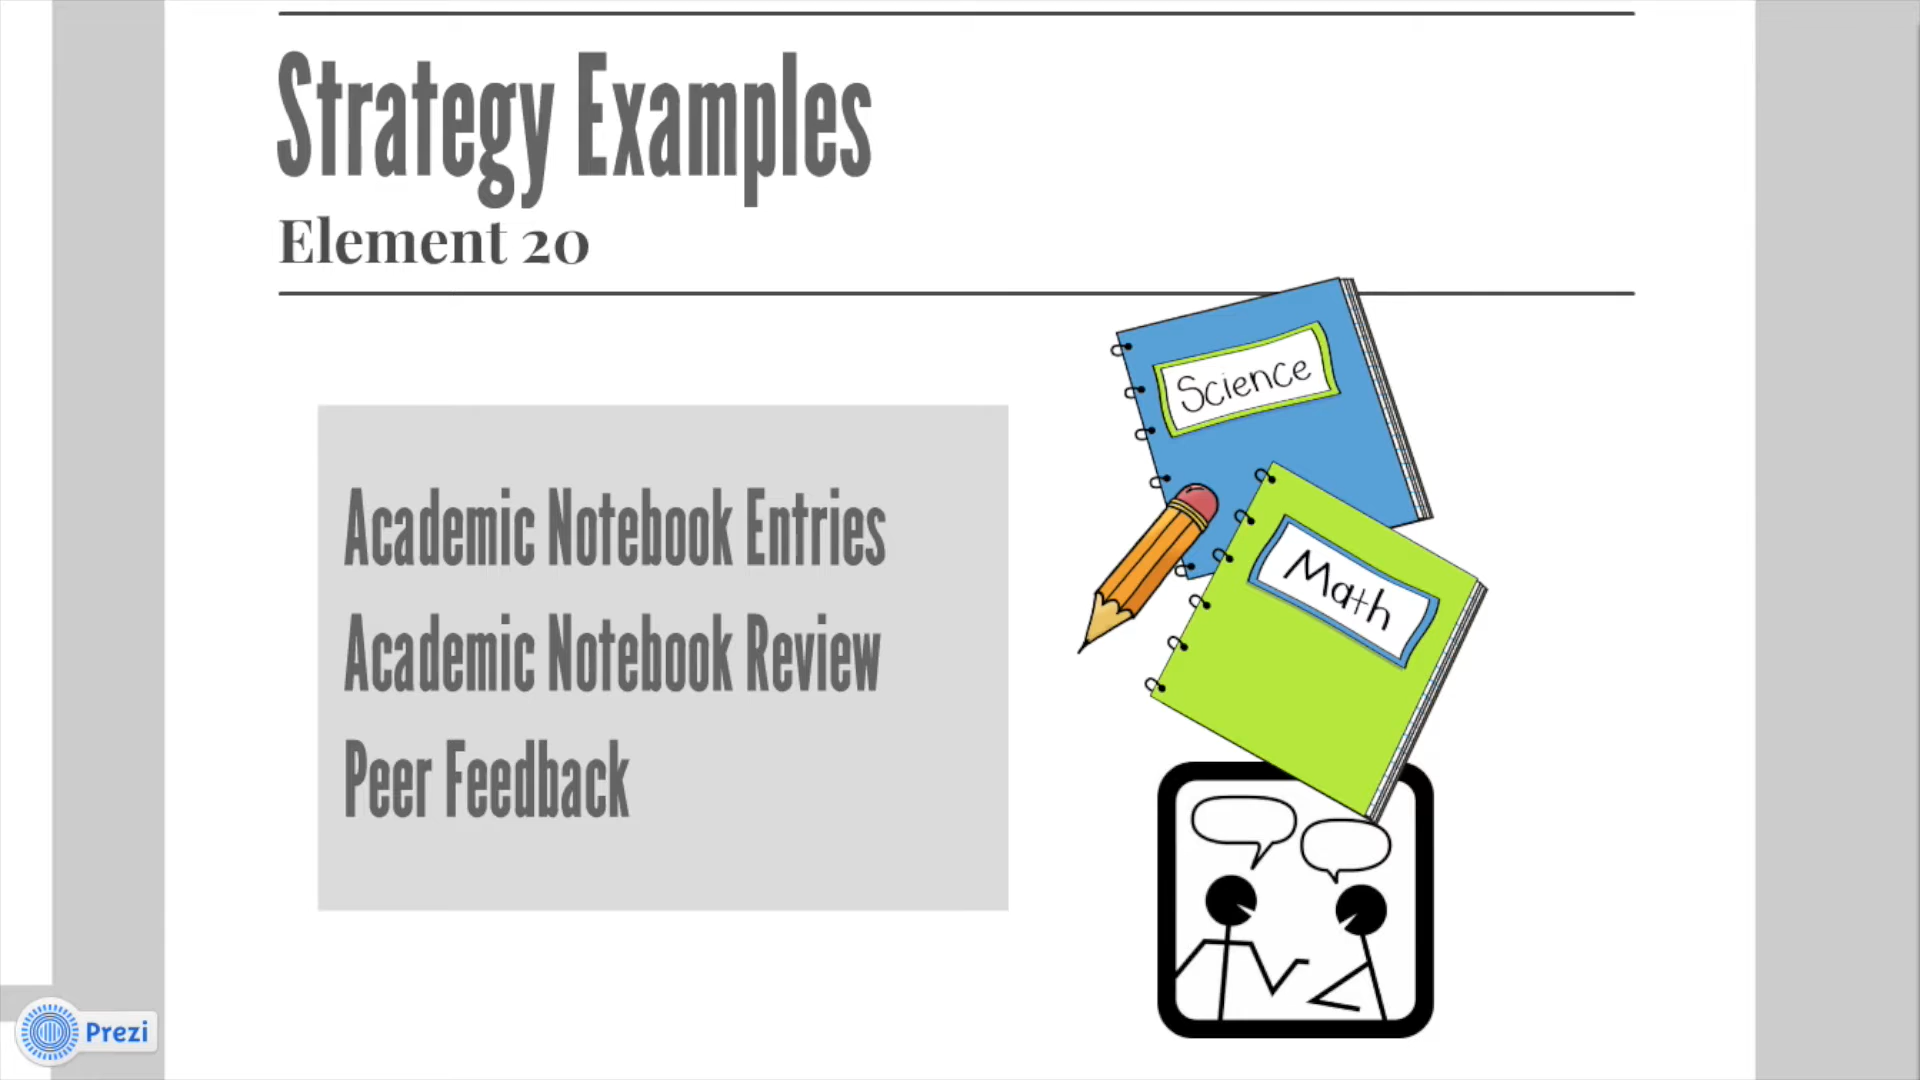 Strategy Examples
Element 20
Science
Academic Notebook Entries
Math
Academic Notebook Review
Peer Feedback
Prezi